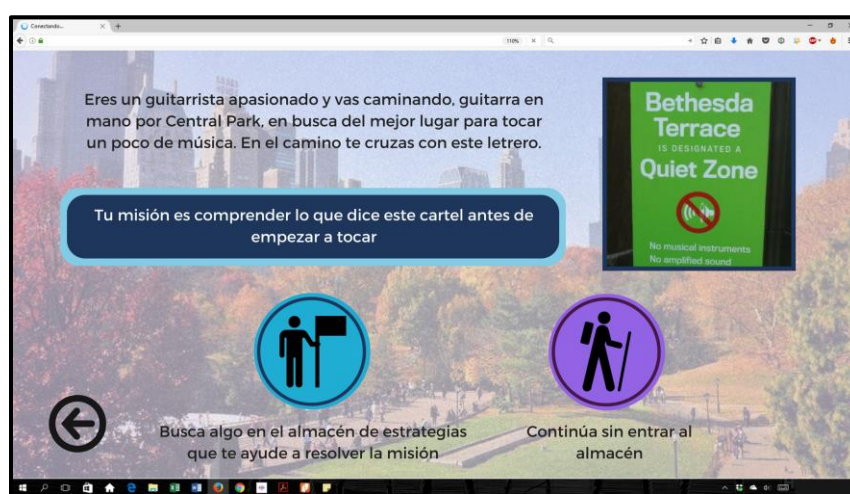 Conectando...
110%
Eres un guitarrista apasionado y vas caminando, guitarra en
mano por Central Park, en busca del mejor lugar para tocar
un poco de música. En el camino te cruzas con este letrero.
Bethesda
Terrace
IS DESIGNATED A
Quiet Zone
No musical instruments
No amplified sound
Tu misión es comprender lo que dice este cartel antes de
empezar a tocar
Busca algo en el almacén de estrategias
que te ayude a resolver la misión
Continúa sin entrar al
almacén